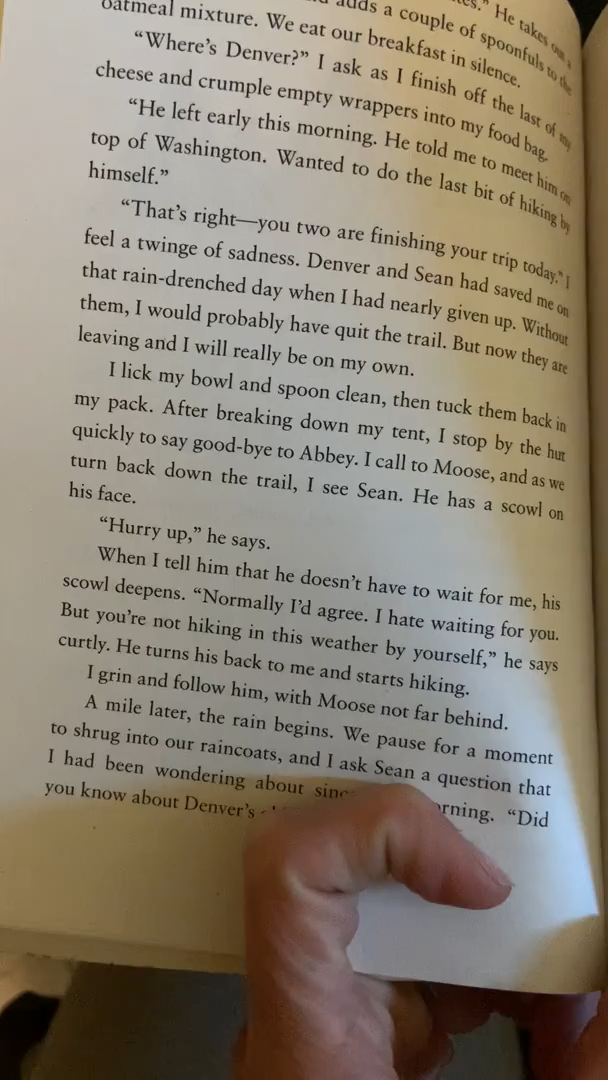 es." He takes out a
adds a couple of spoonfuls to the
oatmeal mixture. We eat our breakfast in silence.
"Where's Denver?" I ask as I finish off the last of my
cheese and crumple empty wrappers into my food bag.
"He left early this morning. He told me to meet him on
top of Washington. Wanted to do the last bit of hiking by
himself."
"That's right—you two are finishing your trip today." I
feel a twinge of sadness. Denver and Sean had saved me on
that rain-drenched day when I had nearly given up. Without
them, I would probably have quit the trail. But now they are
leaving and I will really be on my own.
I lick my bowl and spoon clean, then tuck them back in
my pack. After breaking down my tent, I stop by the hut
quickly to say good-bye to Abbey. I call to Moose, and as we
turn back down the trail, I see Sean. He has a scowl on
his face.
"Hurry up," he says.
When I tell him that he doesn't have to wait for me, his
scowl deepens. "Normally I'd agree. I hate waiting for you.
But you're not hiking in this weather by yourself," he says
curtly. He turns his back to me and starts hiking.
I grin and follow him, with Moose not far behind.
A mile later, the rain begins. We pause for a moment
to shrug into our raincoats, and I ask Sean a question that
I had been wondering about sinc rning. "Did
you know about Denver's